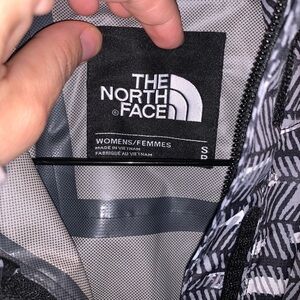 THE
NORTH
®FACE
WOMENS/FEMMES
MADE IN VIETNAM
FABRIQUÉ AU VIETNAM
S
P